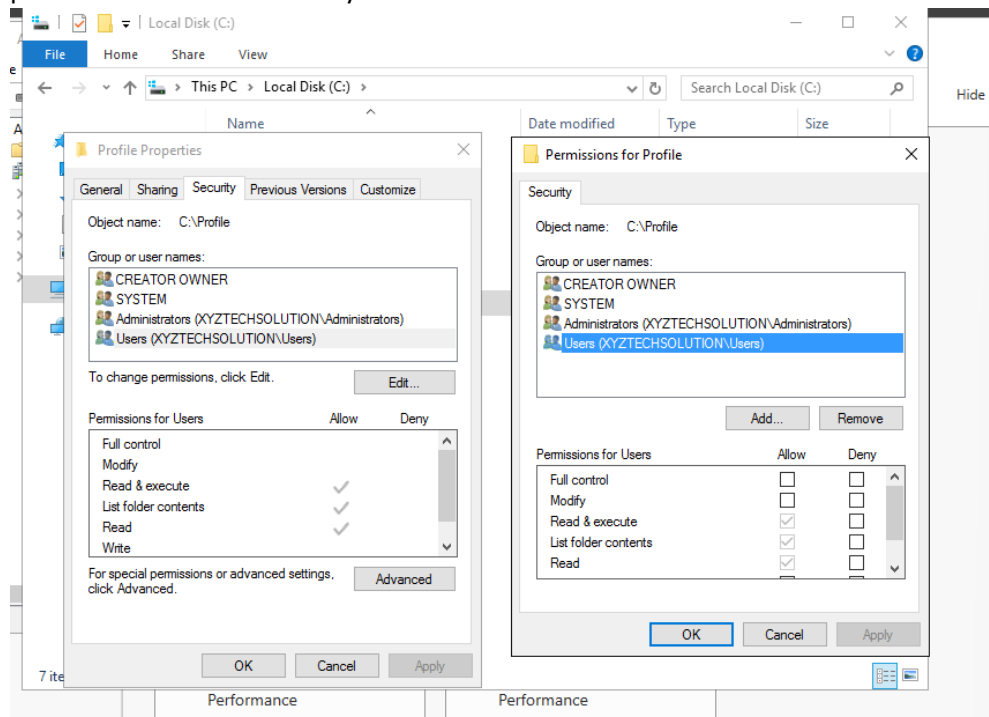 Local Disk (C:)
File Home Share View
This PC > Local Disk (C:) >
Search Local Disk (C:)
Hide
Name Date modified Type Size
Profile Properties
General Sharing Security Previous Versions Customize
Object name: C:\Profile
Group or user names:
CREATOR OWNER
SYSTEM
Administrators (XYZTECHSOLUTION\Administrators)
Users (XYZTECHSOLUTION\Users)
To change permissions, click Edit.
Edit...
Permissions for Users Allow Deny
Full control
Modify
Read & execute
List folder contents
Read
Write
For special permissions or advanced settings,
click Advanced.
Advanced
OK Cancel Apply
Permissions for Profile
Security
Object name: C:\Profile
Group or user names:
CREATOR OWNER
SYSTEM
Administrators (XYZTECHSOLUTION\Administrators)
Users (XYZTECHSOLUTION\Users)
Add... Remove
Permissions for Users Allow Deny
Full control
Modify
Read & execute
List folder contents
Read
OK Cancel Apply
7 ite
Performance Performance